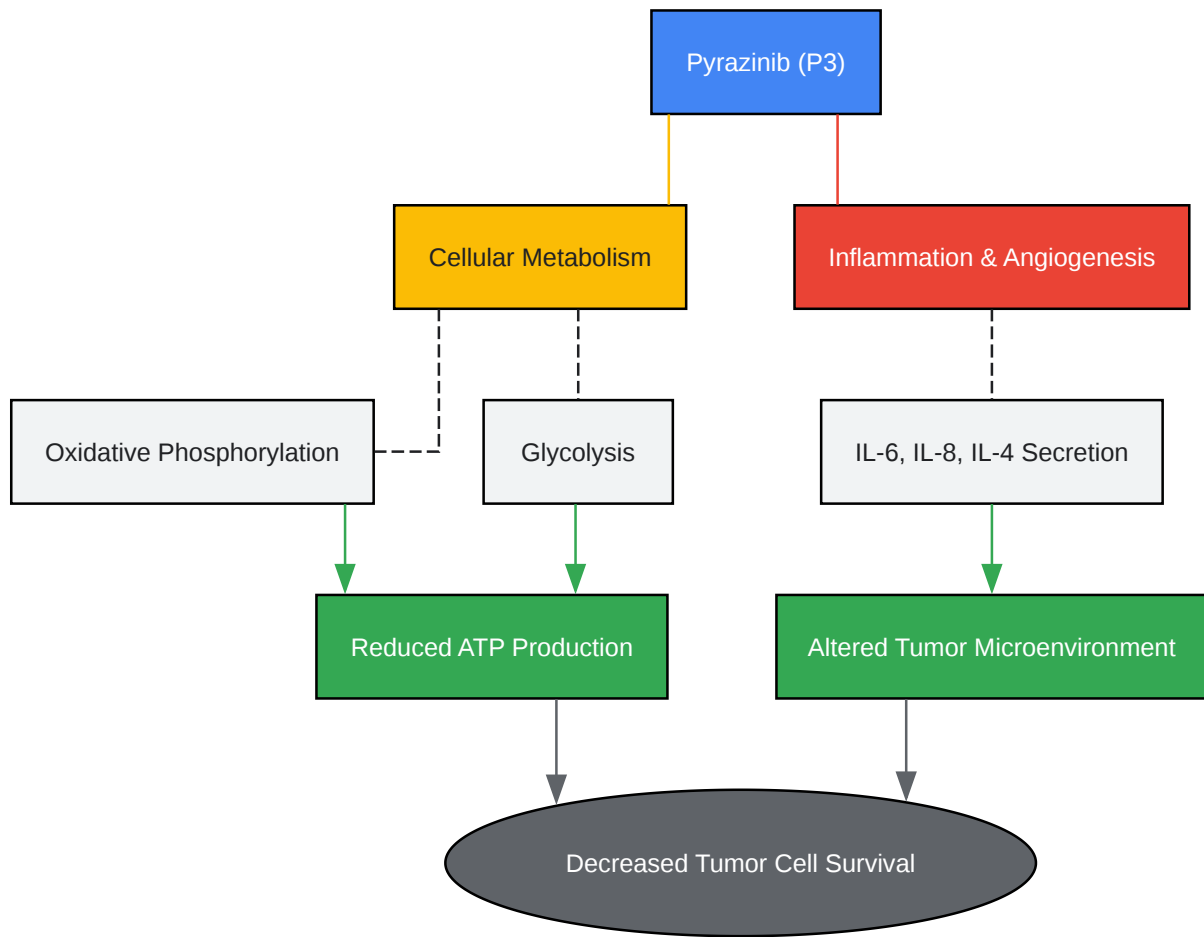 Pyrazinib (P3)
Cellular Metabolism
Inflammation & Angiogenesis
Oxidative Phosphorylation
Glycolysis
IL-6, IL-8, IL-4 Secretion
Reduced ATP Production
Altered Tumor Microenvironment
Decreased Tumor Cell Survival